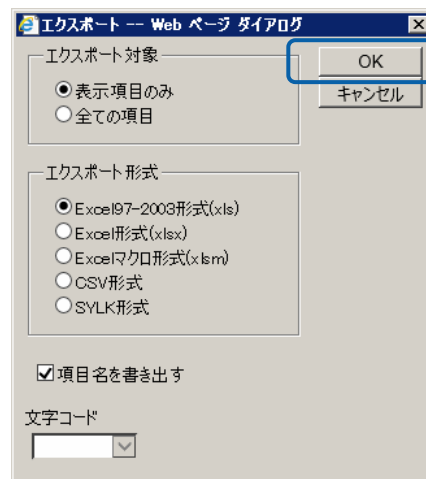 エクスポート -- Web ページ ダイアログ
エクスポート対象
OK
表示項目のみ
キャンセル
全ての項目
エクスポート形式
Excel97-2003形式(xls)
Excel形式(xlsx)
Excelマクロ形式(xlsm)
CSV形式
SYLK形式
項目名を書き出す
文字コード